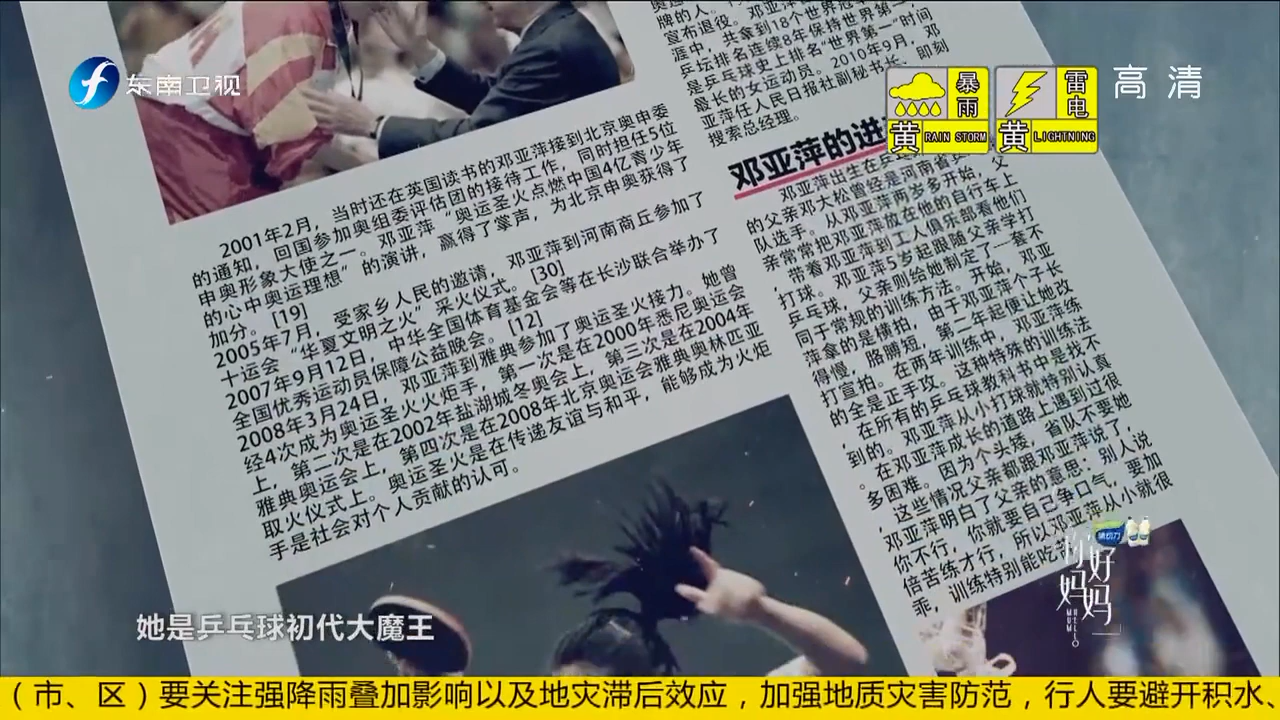 东南卫视
高清
暴雨
黄 RAIN STORM
雷电
黄 LIGHTNING
牌的人
宣布退役。邓亚萍
涯中，共拿到18个世界冠
乒坛排名连续8年保持世界第一
是乒乓球史上排名“世界第一”时间
最长的女运动员。2010年9月，邓
亚萍任人民日报社副秘书长、即刻
搜索总经理。
2001年2月，当时还在英国读书的邓亚萍接到北京奥申委
的通知，回国参加奥组委评估团的接待工作，同时担任5位
申奥形象大使之一。邓亚萍“奥运圣火点燃中国4亿青少年
的心中奥运理想”的演讲，赢得了掌声，为北京申奥获得了
加分。[19]
2005年7月，受家乡人民的邀请，邓亚萍到河南商丘参加了
十运会“华夏文明之火”采火仪式。[30]
2007年9月12日，中华全国体育基金会等在长沙联合举办了
全国优秀运动员保障公益晚会。[12]
2008年3月24日，邓亚萍到雅典参加了奥运圣火接力。她曾
经4次成为奥运圣火火炬手，第一次是在2000年悉尼奥运会
上，第二次是在2002年盐湖城冬奥会上，第三次是在2004年
雅典奥运会上，第四次是在2008年北京奥运会雅典奥林匹亚
取火仪式上。奥运圣火是在传递友谊与和平，能够成为火炬
手是社会对个人贡献的认可。
邓亚萍的进
邓亚萍出生在乒
的父亲邓大松曾经是河南省乒
队选手。从邓亚萍两岁多开始，父
亲常常把邓亚萍放在他的自行车上
，带着邓亚萍到工人俱乐部看他们
打球。邓亚萍5岁起跟随父亲学打
乒乓球，父亲则给她制定了一套不
同于常规的训练方法。开始，邓亚
萍拿的是横拍，由于邓亚萍个子长
得慢，胳膊短，第二年起便让她改
打直拍。在两年训练中，邓亚萍练
的全是正手攻。这种特殊的训练法
，在所有的乒乓球教科书中是找不
到的。邓亚萍从小打球就特别认真
。在邓亚萍成长的道路上遇到过很
多困难。因为个头矮，省队不要她
，这些情况父亲都跟邓亚萍说了，
邓亚萍明白了父亲的意思：别人说
你不行，你就要自己争口气，要加
倍苦练才行，所以邓亚萍从小就很
乖，训练特别能吃
你好妈妈
HELLO MUM
她是乒乓球初代大魔王
（市、区）要关注强降雨叠加影响以及地灾滞后效应，加强地质灾害防范，行人要避开积水、